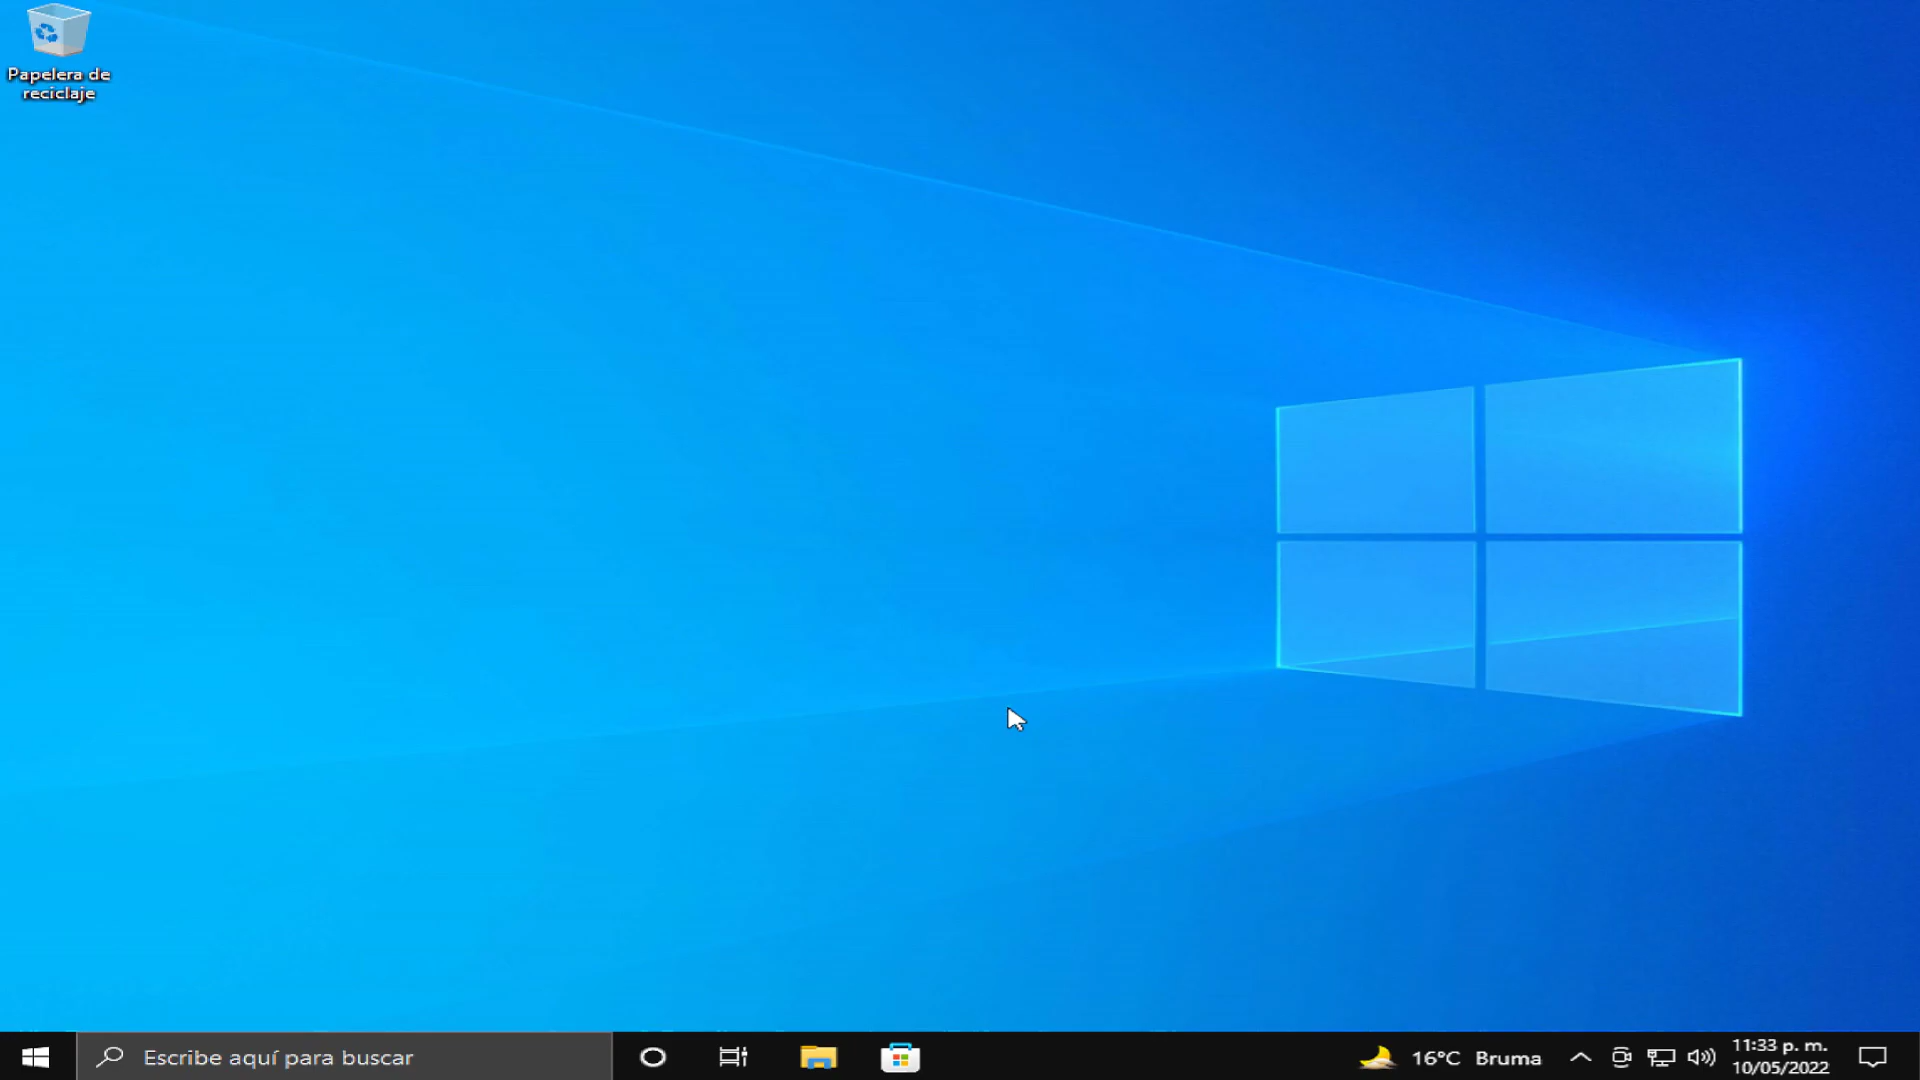 Papelera de
reciclaje
Escribe aquí para buscar
16°C Bruma
11:33 p. m.
10/05/2022